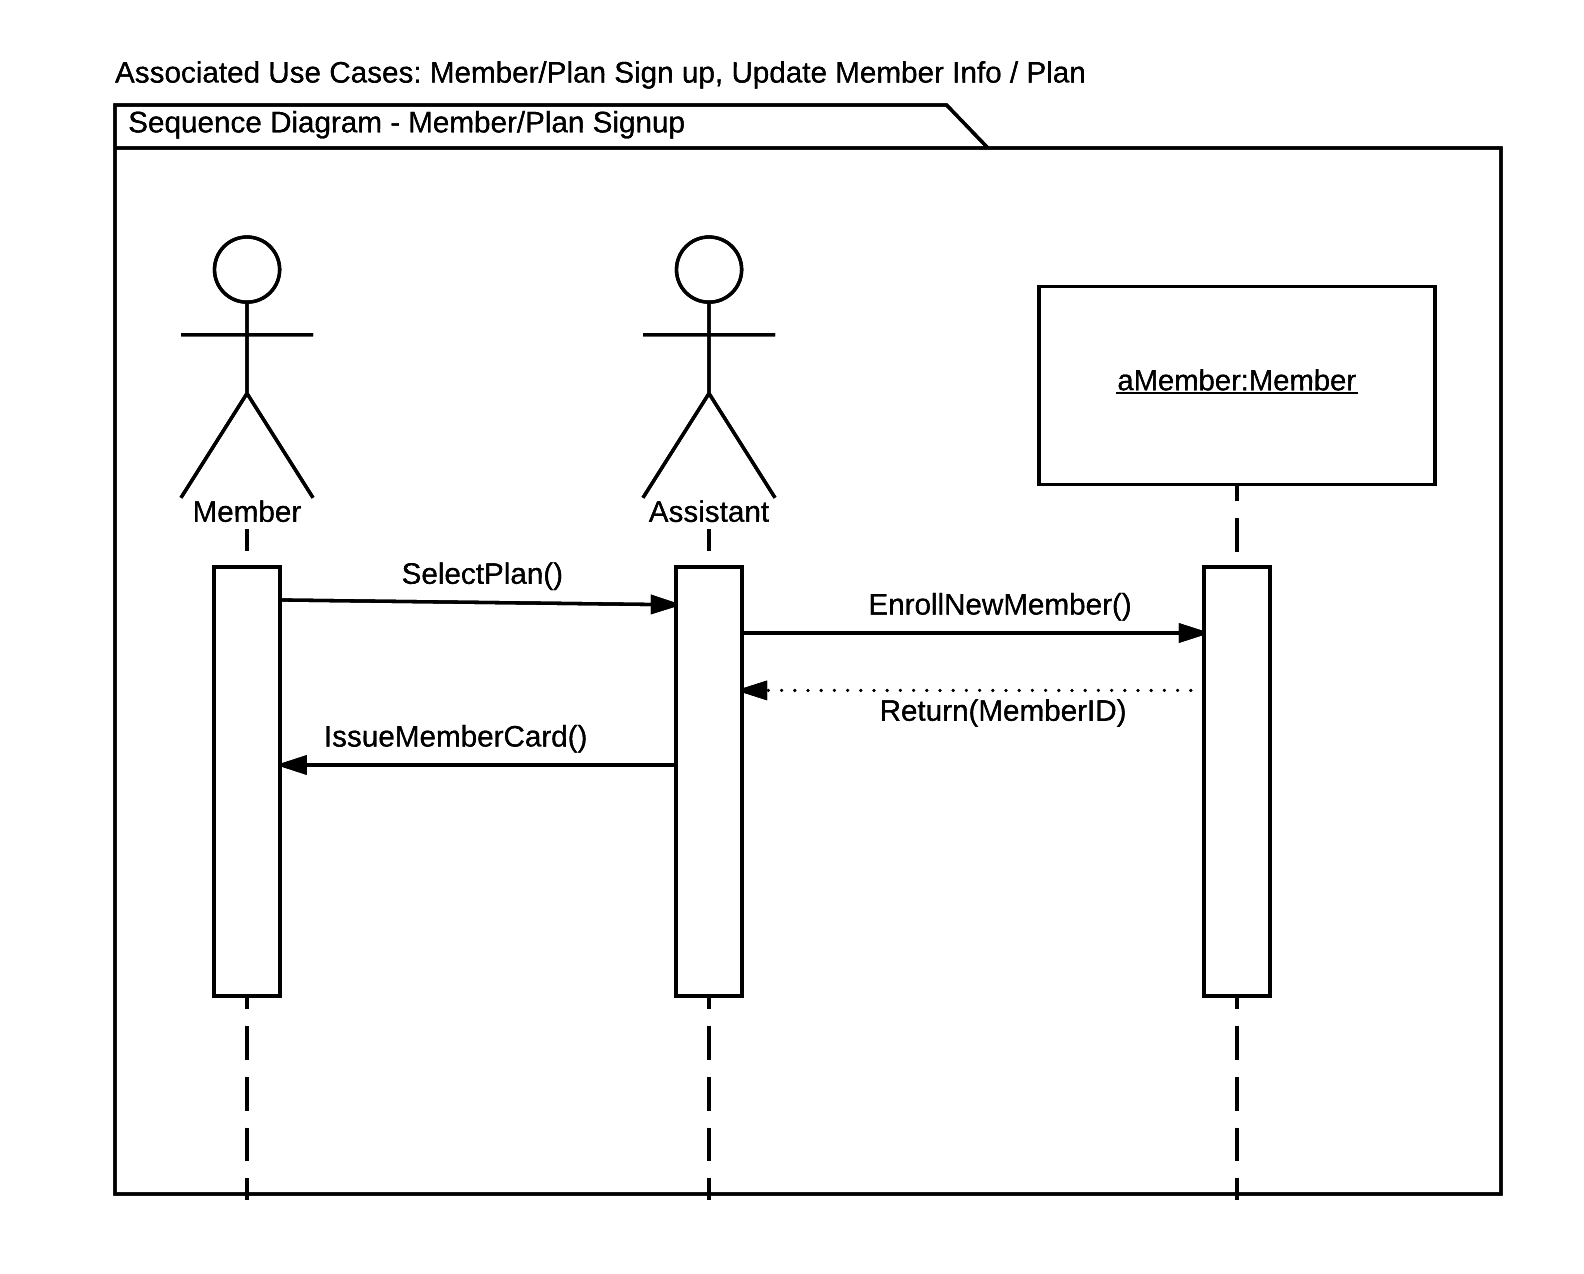 Associated Use Cases: Member/Plan Sign up, Update Member Info / Plan
Sequence Diagram - Member/Plan Signup
aMember:Member
Member
Assistant
SelectPlan()
EnrollNewMember()
Return(MemberID)
IssueMemberCard()